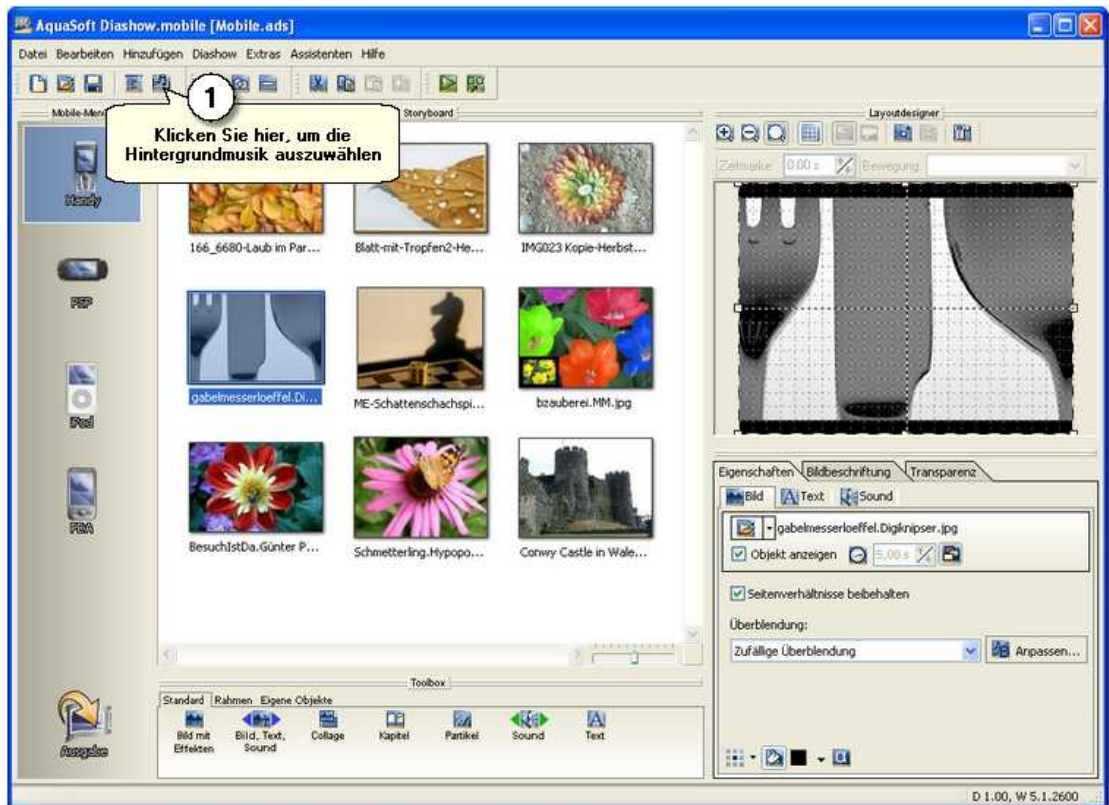 AquaSoft Diashow.mobile [Mobile.ads]
Datei Bearbeiten Hinzufügen Diashow Extras Assistenten Hilfe
1
Klicken Sie hier, um die
Hintergrundmusik auszuwählen
Storyboard
Layoutdesigner
Zeitmarke: 0.00 s Bewegung:
Handy
PSP
iPod
PDA
Ausgabe
166_6680-Laub im Par... Blatt-mit-Tropfen2-He... IMG023 Kopie-Herbst...
gabelmesserloeffel.Di... ME-Schattenschachspi... bzauberei.MM.jpg
BesuchIstDa.Günter P... Schmetterling.Hypopo... Conwy Castle in Wale...
Toolbox
Standard Rahmen Eigene Objekte
Bild mit Effekten
Bild, Text, Sound
Collage
Kapitel
Partikel
Sound
Text
Eigenschaften Bildbeschriftung Transparenz
Bild Text Sound
gabelmesserloeffel.Digiknipser.jpg
Objekt anzeigen 5,00 s
Seitenverhältnisse beibehalten
Überblendung:
Zufällige Überblendung Anpassen...
D 1.00, W 5.1.2600